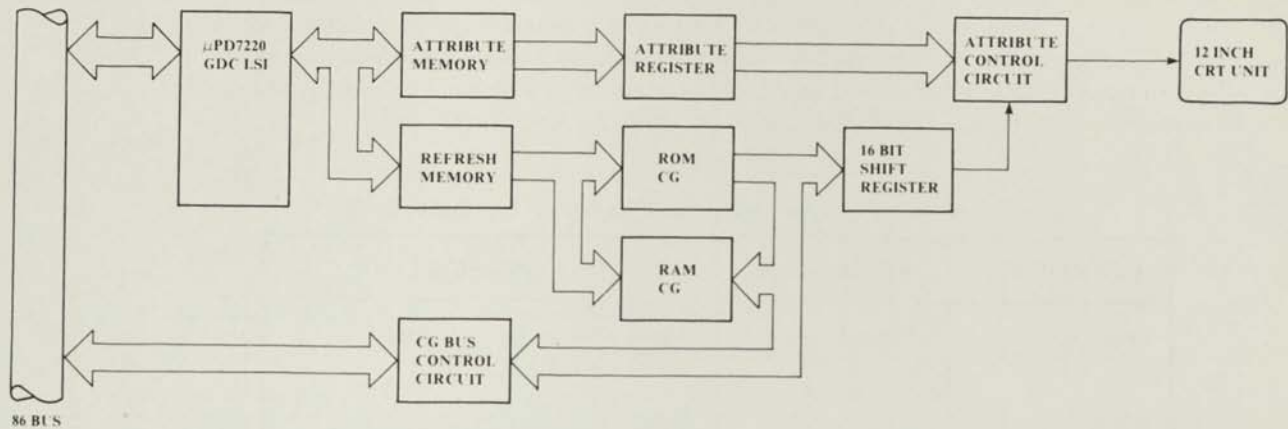 µPD7220
GDC LSI
ATTRIBUTE
MEMORY
ATTRIBUTE
REGISTER
ATTRIBUTE
CONTROL
CIRCUIT
12 INCH
CRT UNIT
REFRESH
MEMORY
ROM
CG
16 BIT
SHIFT
REGISTER
RAM
CG
CG BUS
CONTROL
CIRCUIT
86 BUS